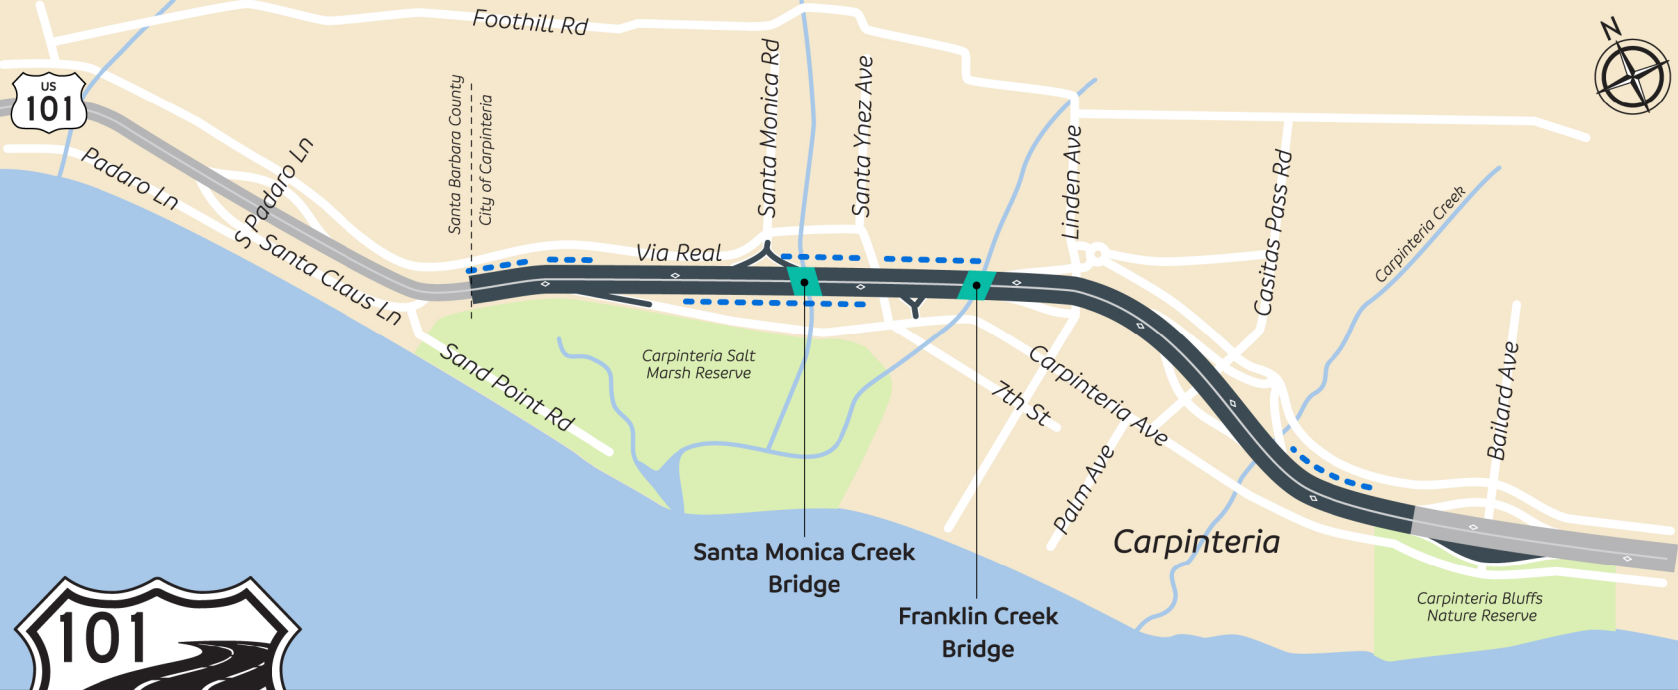 Foothill Rd
N
US
101
Santa Barbara County
City of Carpinteria
Santa Monica Rd
Santa Ynez Ave
Linden Ave
Casitas Pass Rd
Carpinteria Creek
Padaro Ln
S Padaro Ln
Santa Claus Ln
Via Real
Sand Point Rd
Carpinteria Salt
Marsh Reserve
Carpinteria Ave
7th St
Palm Ave
Bailard Ave
Carpinteria
Santa Monica Creek
Bridge
Franklin Creek
Bridge
Carpinteria Bluffs
Nature Reserve
101